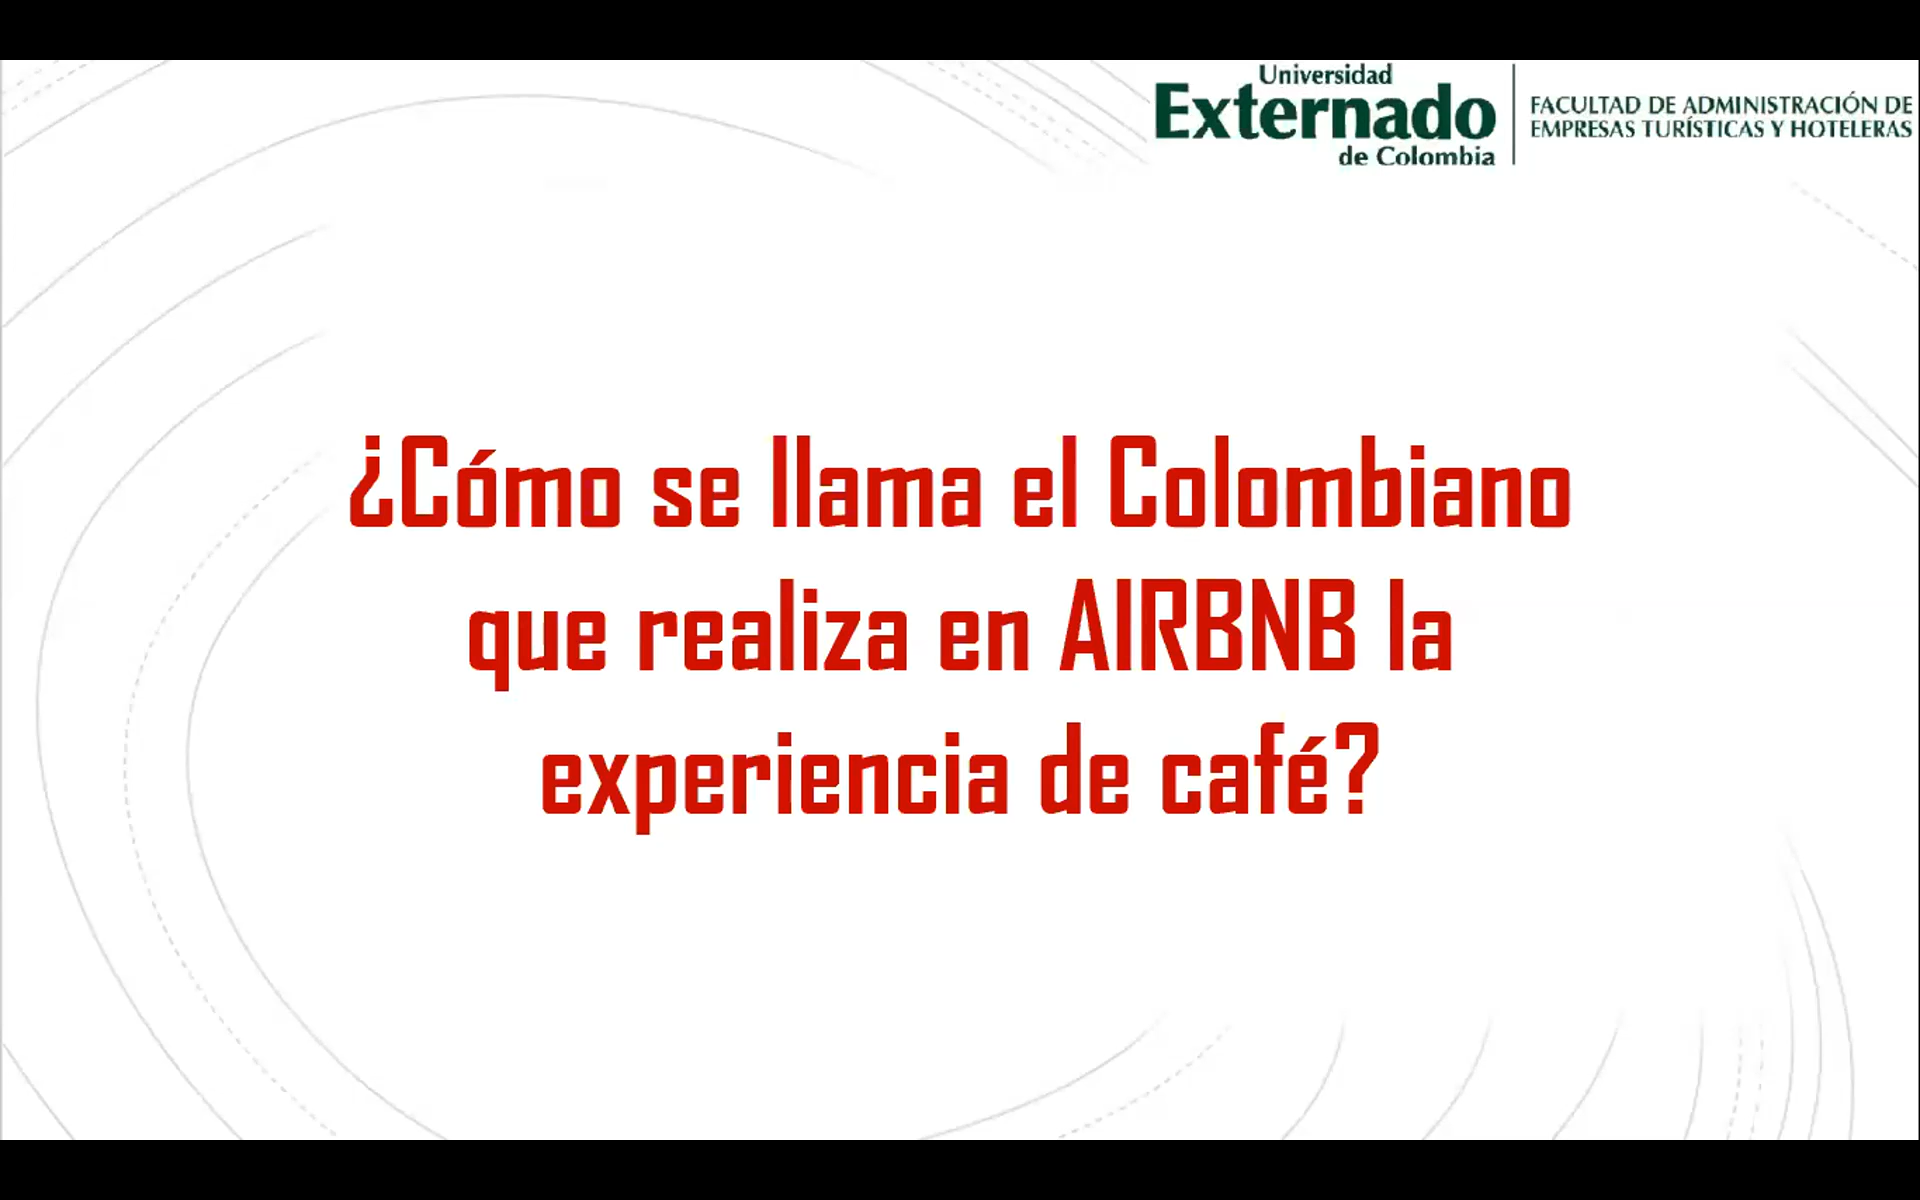 Universidad
Externado
de Colombia
FACULTAD DE ADMINISTRACIÓN DE
EMPRESAS TURÍSTICAS Y HOTELERAS
¿Cómo se llama el Colombiano
que realiza en AIRBNB la
experiencia de café?